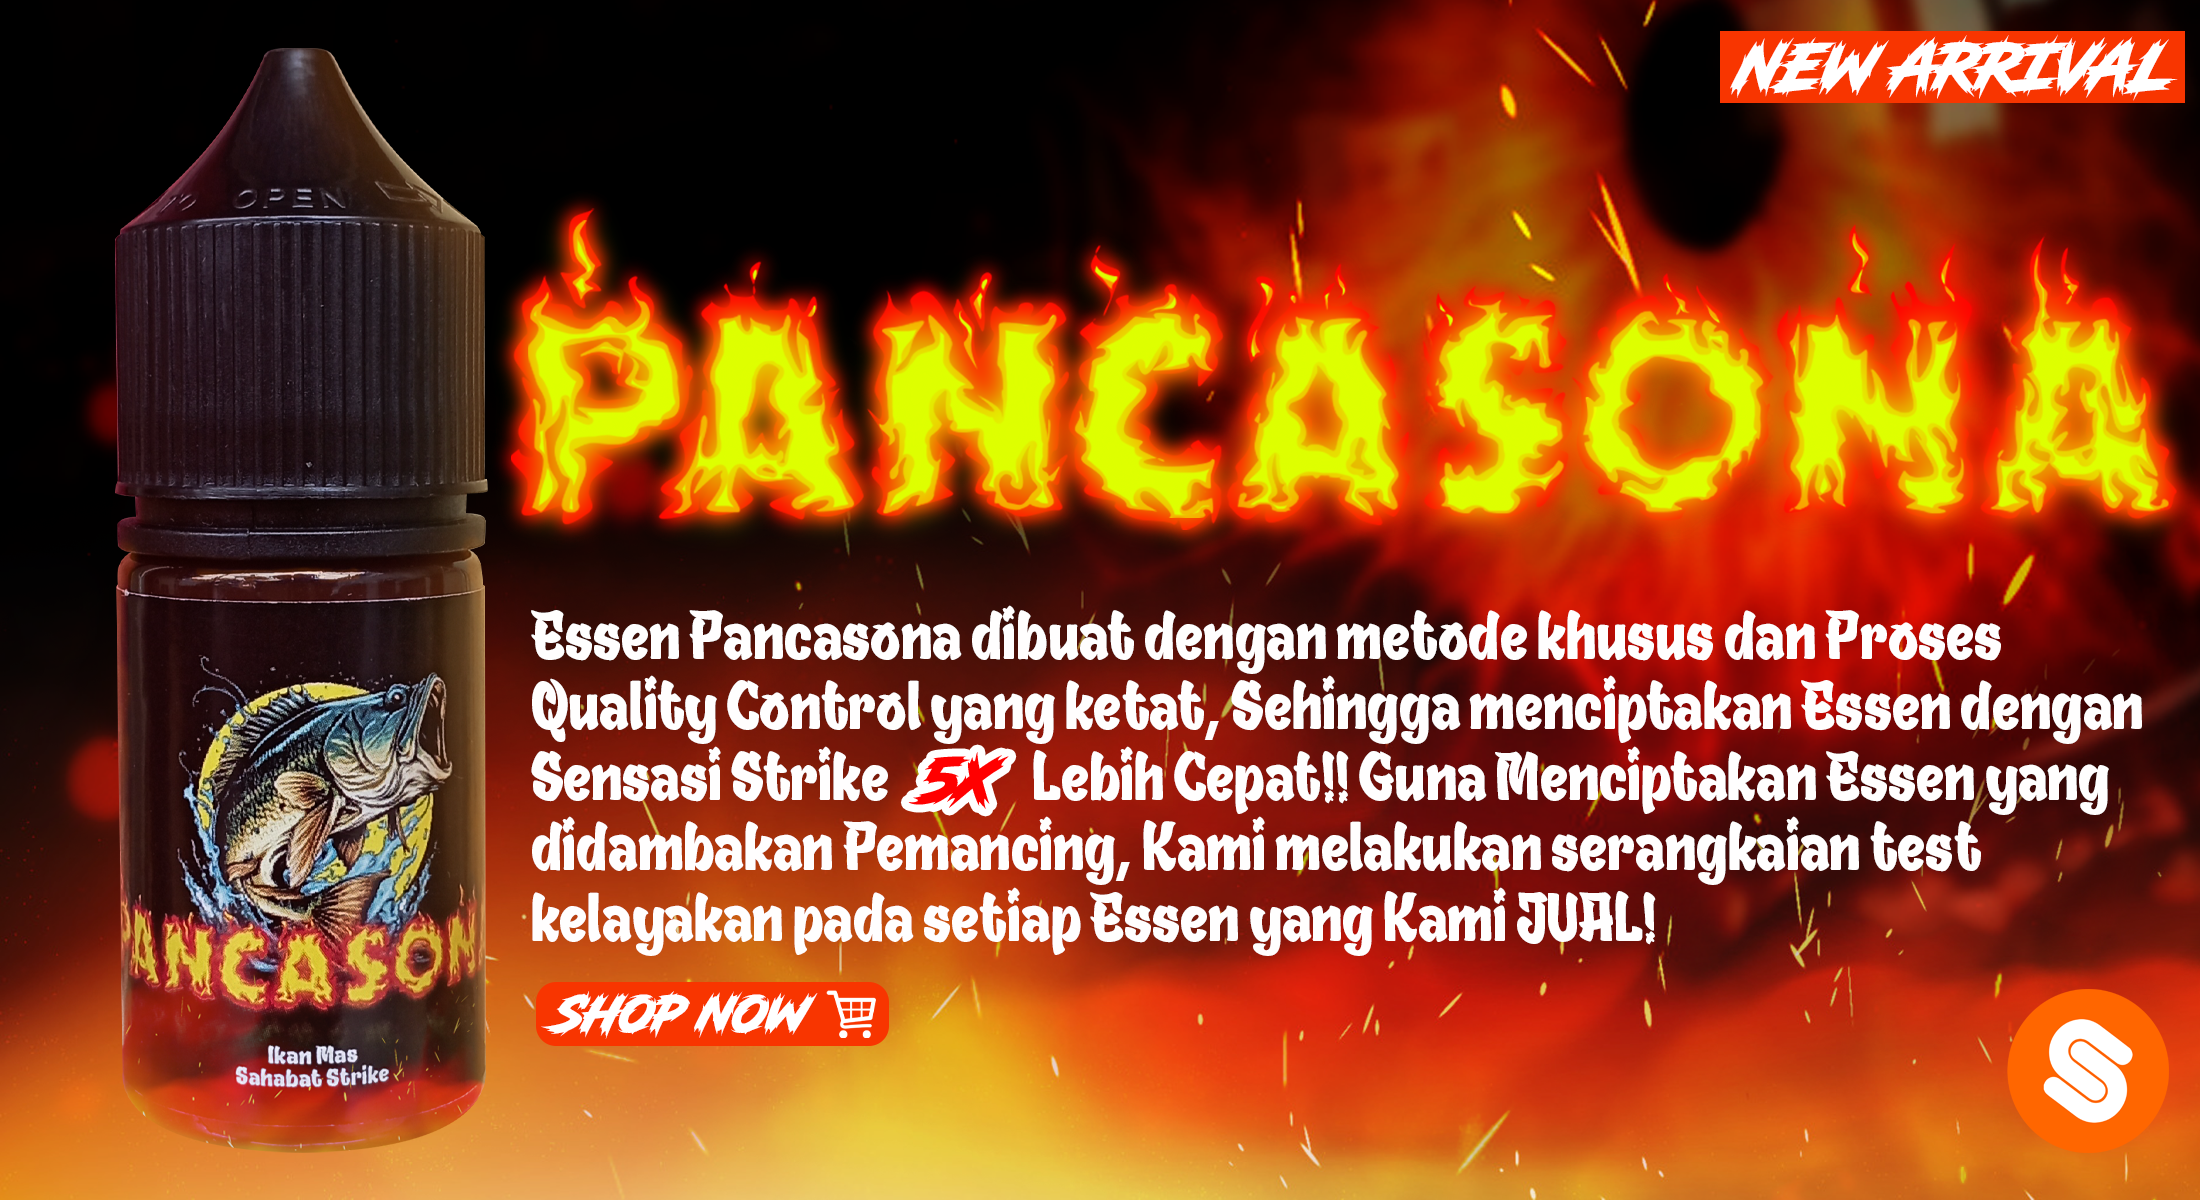 NEW ARRIVAL
OPEN
PANCASONA
Essen Pancasona dibuat dengan metode khusus dan Proses
Quality Control yang ketat, Sehingga menciptakan Essen dengan
Sensasi Strike 5X Lebih Cepat!! Guna Menciptakan Essen yang
didambakan Pemancing, Kami melakukan serangkaian test
kelayakan pada setiap Essen yang Kami JUAL!
SHOP NOW
PANCASON
Ikan Mas
Sahabat Strike
S